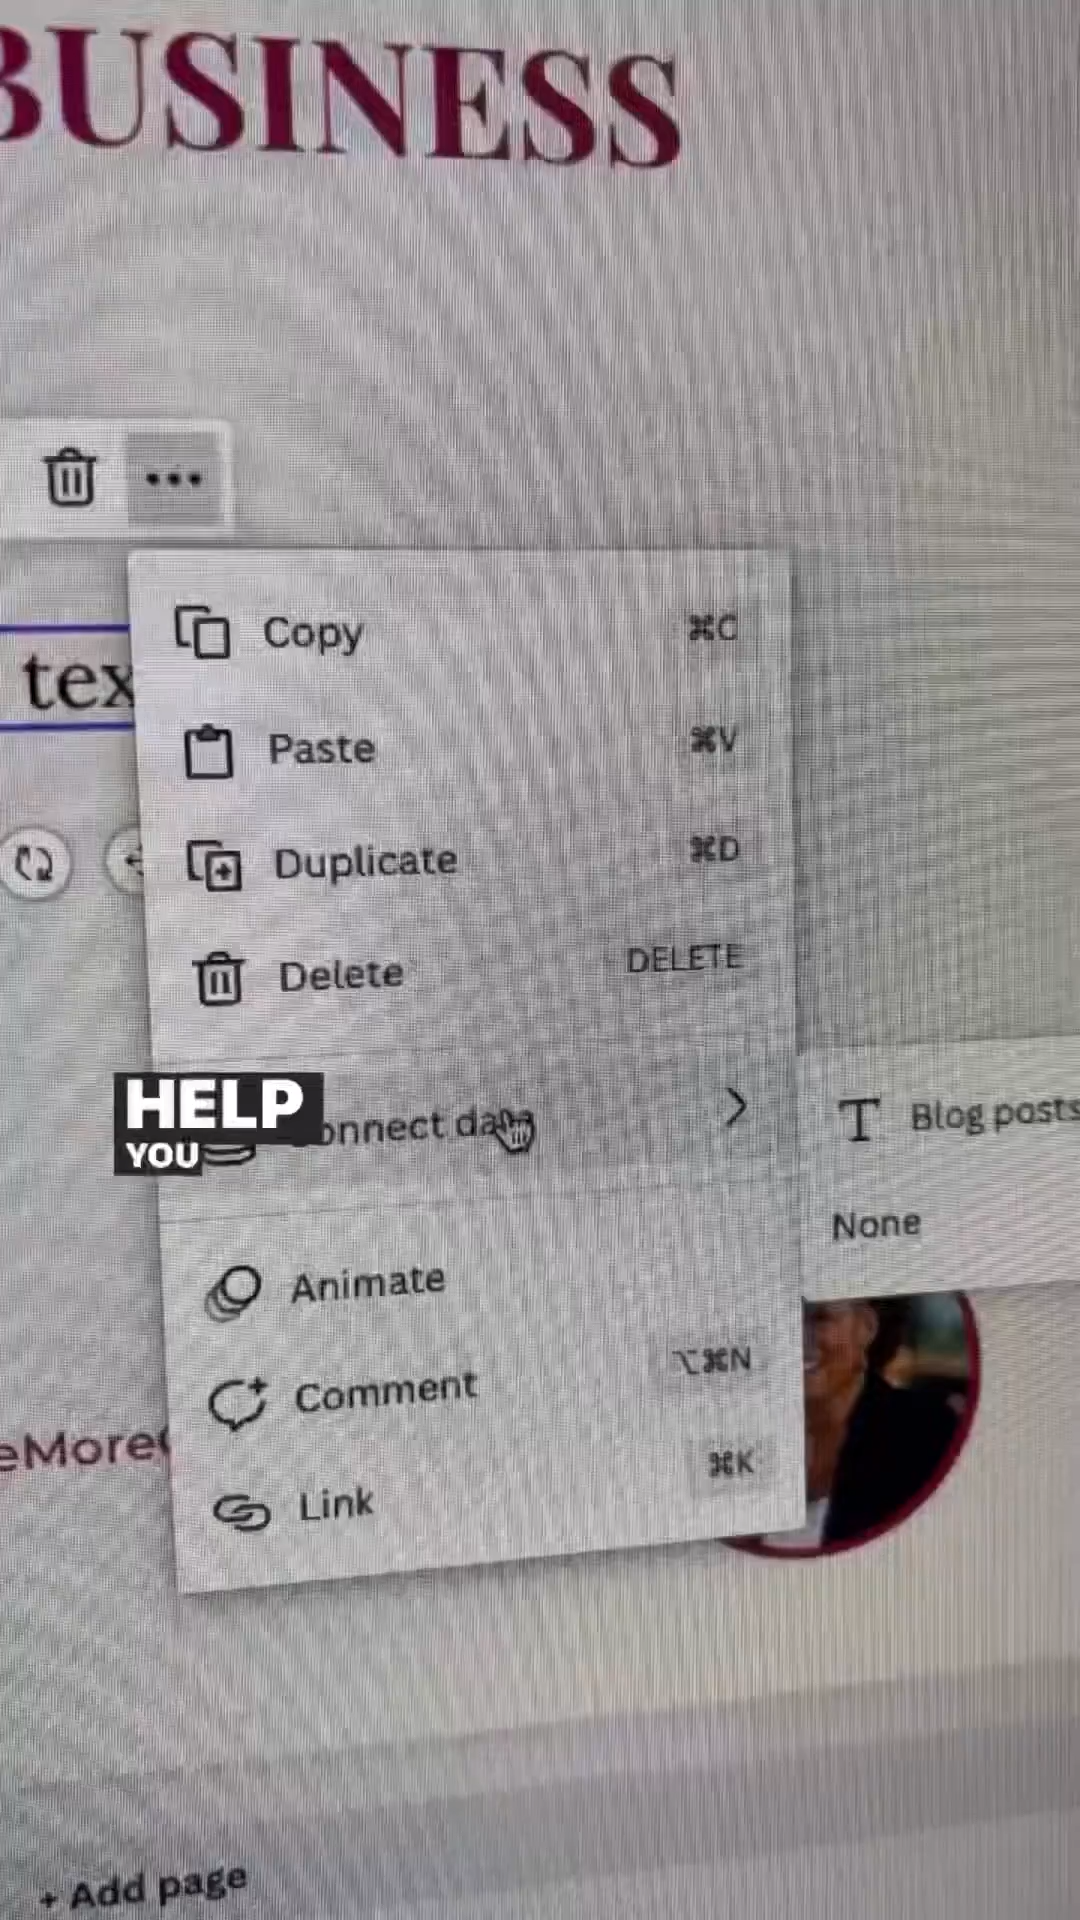 BUSINESS
tex
Copy ⌘C
Paste ⌘V
Duplicate ⌘D
Delete DELETE
HELP
YOU
onnect data
Blog posts
None
Animate
Comment ⌥⌘N
eMore
Link ⌘K
+ Add page